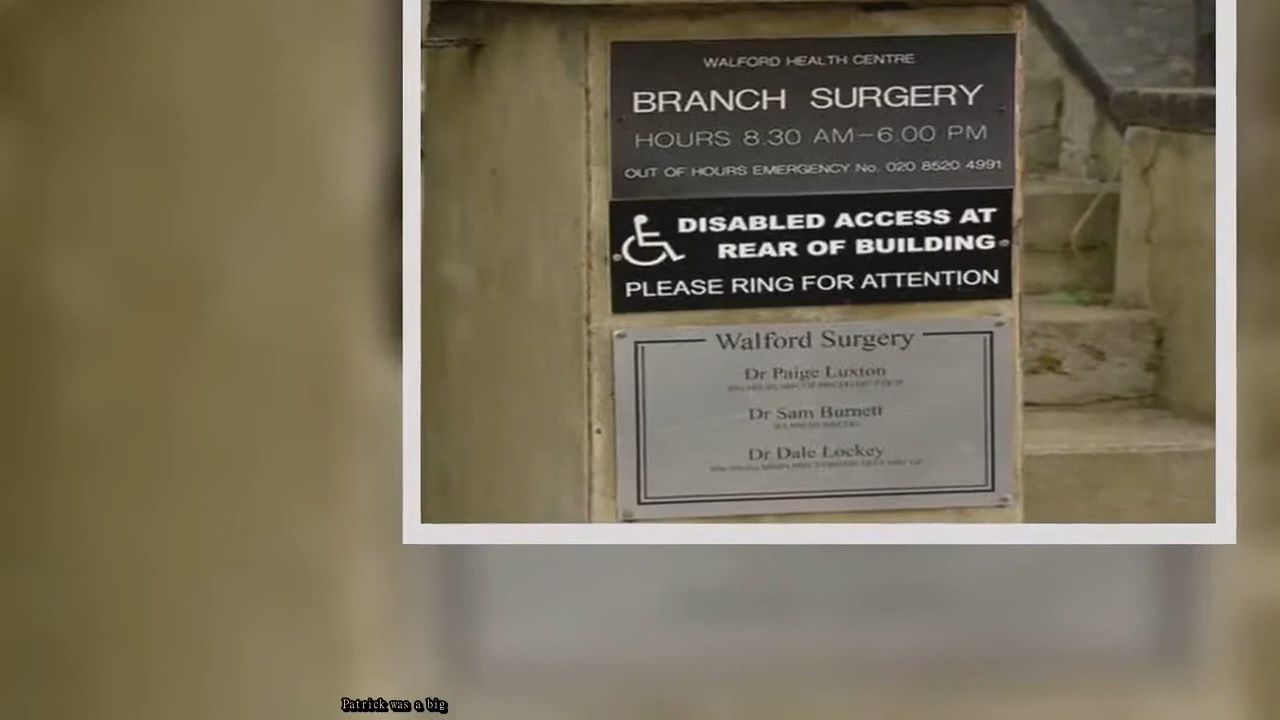 WALFORD HEALTH CENTRE
BRANCH SURGERY
HOURS 8.30 AM-6.00 PM
OUT OF HOURS EMERGENCY No. 020 8520 4991
DISABLED ACCESS AT
REAR OF BUILDING
PLEASE RING FOR ATTENTION
Walford Surgery
Dr Paige Luxton
Dr Sam Burnett
Dr Dale Lockey
Patrick was a big